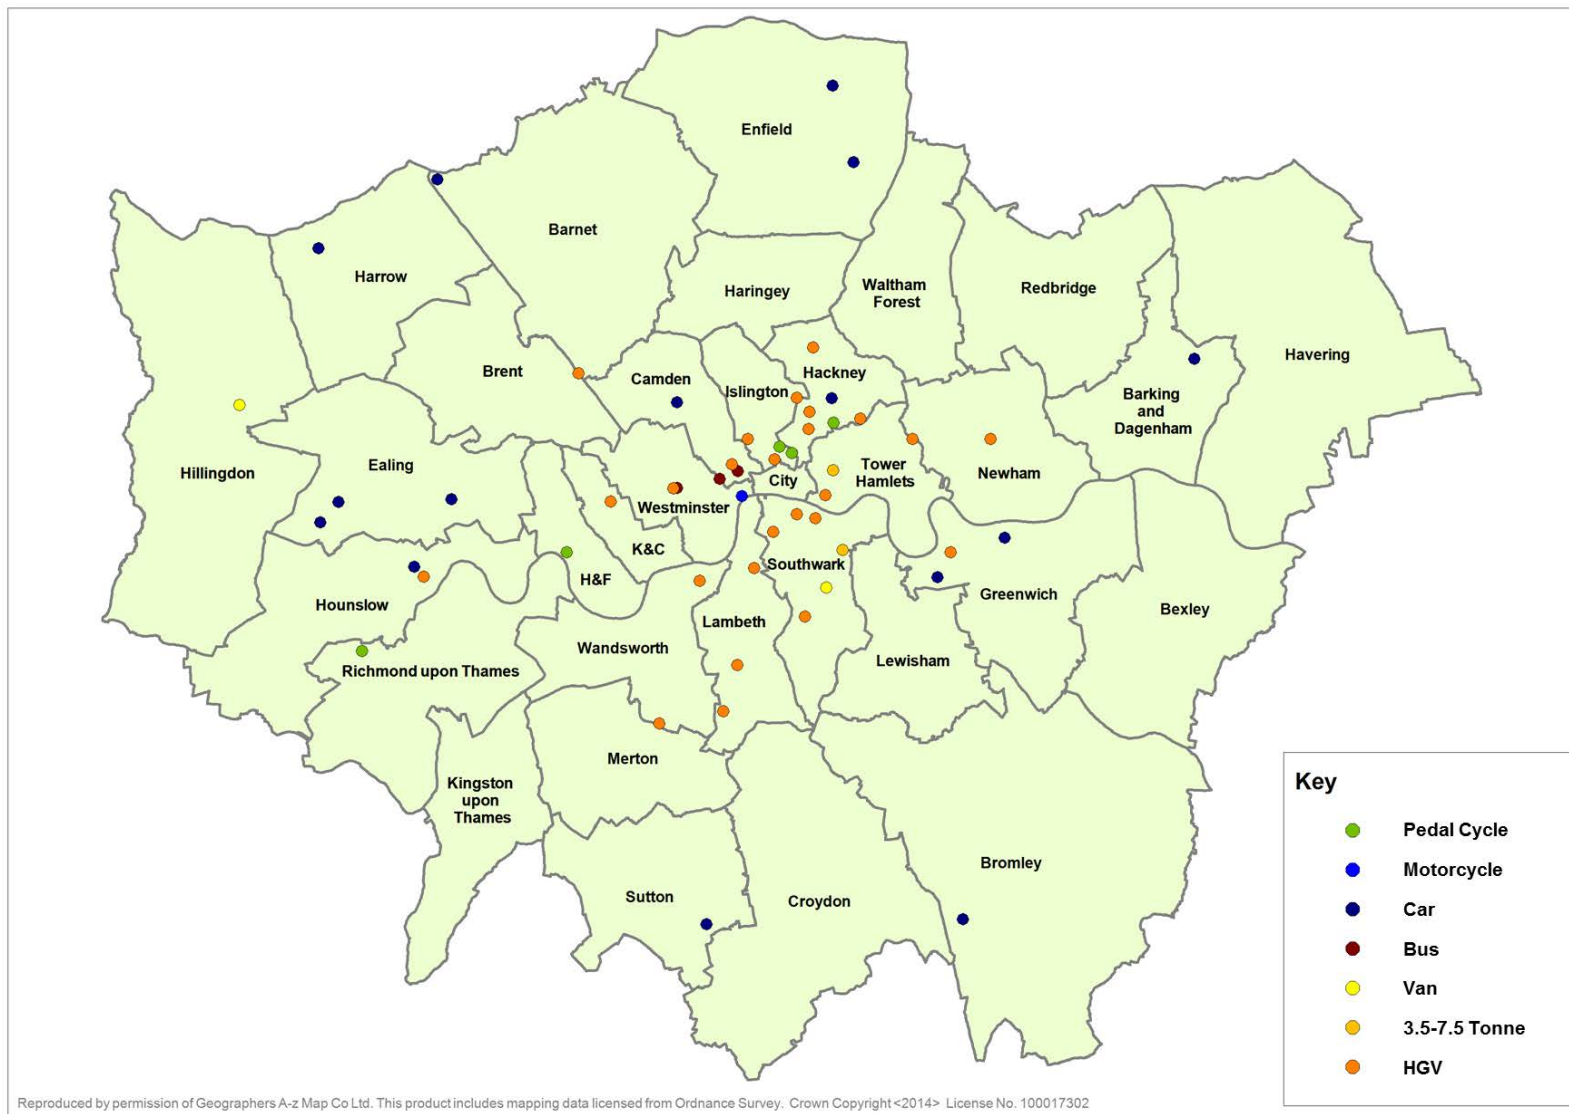 Enfield
Barnet
Harrow
Haringey
Waltham
Forest
Redbridge
Havering
Brent
Camden
Islington
Hackney
Barking
and
Dagenham
Hillingdon
Ealing
City
Tower
Hamlets
Newham
Westminster
K&C
H&F
Southwark
Greenwich
Bexley
Hounslow
Lambeth
Wandsworth
Lewisham
Richmond upon Thames
Merton
Kingston
upon
Thames
Bromley
Sutton
Croydon
Key
Pedal Cycle
Motorcycle
Car
Bus
Van
3.5-7.5 Tonne
HGV
Reproduced by permission of Geographers A-z Map Co Ltd. This product includes mapping data licensed from Ordnance Survey. Crown Copyright <2014> License No. 100017302